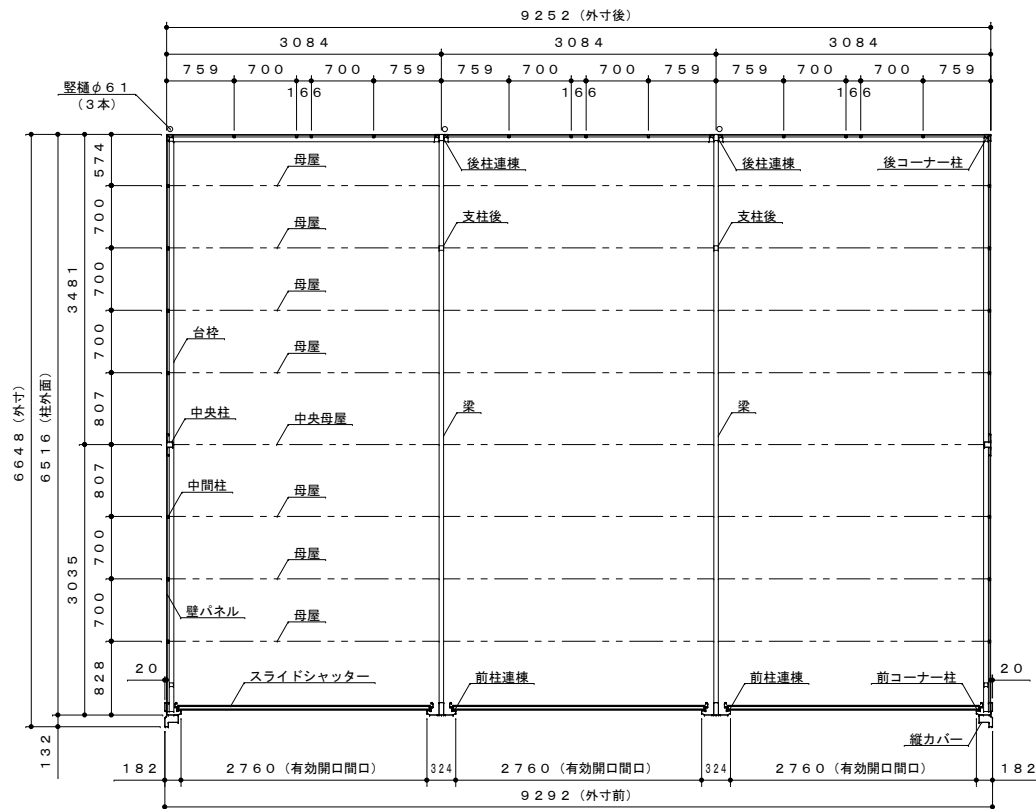 ９２５２（外寸後）
３０８４ ３０８４ ３０８４
７５９ ７００ ７００ ７５９ ７５９ ７００ ７００ ７５９ ７５９ ７００ ７００ ７５９
１６６ １６６ １６６
竪樋φ６１
（３本）
後柱連棟 後柱連棟 後コーナー柱
母屋
支柱後 支柱後
母屋
母屋
台枠
母屋
中央柱 中央母屋 梁 梁
中間柱 母屋
母屋
壁パネル 母屋
スライドシャッター 前柱連棟 前柱連棟 前コーナー柱
縦カバー
６６４８（外寸）
６５１６（柱外面）
３４８１
３０３５
５７４
７００
７００
７００
８０７
８０７
７００
７００
８２８
１３２
２０ ２０
１８２ ２７６０（有効開口間口） 324 ２７６０（有効開口間口） 324 ２７６０（有効開口間口） １８２
９２９２（外寸前）